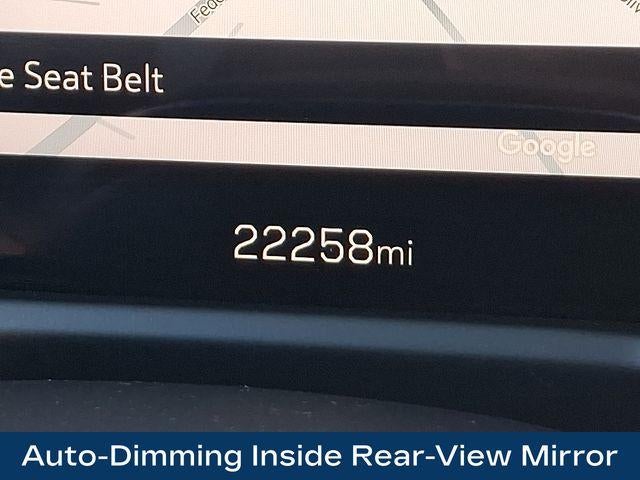 e Seat Belt
Google
22258mi
Auto-Dimming Inside Rear-View Mirror